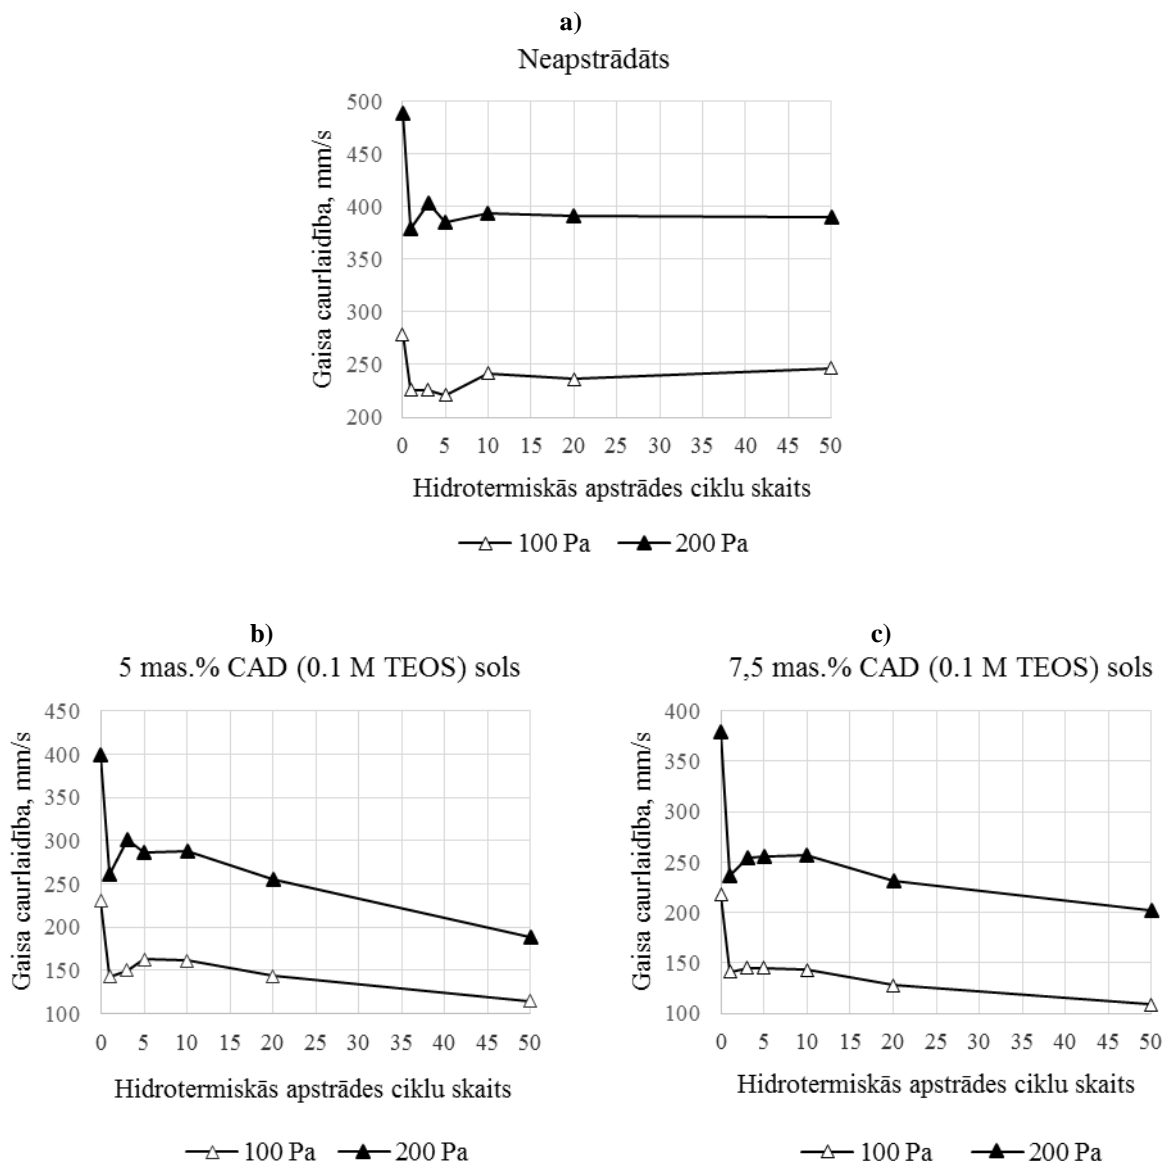 a)
Neapstrādāts
Gaisa caurlaidība, mm/s
500
450
400
350
300
250
200
0 5 10 15 20 25 30 35 40 45 50
Hidrotermiskās apstrādes ciklu skaits
100 Pa 200 Pa
b)
5 mas.% CAD (0.1 M TEOS) sols
Gaisa caurlaidība, mm/s
450
400
350
300
250
200
150
100
0 5 10 15 20 25 30 35 40 45 50
Hidrotermiskās apstrādes ciklu skaits
100 Pa 200 Pa
c)
7,5 mas.% CAD (0.1 M TEOS) sols
Gaisa caurlaidība, mm/s
400
350
300
250
200
150
100
0 5 10 15 20 25 30 35 40 45 50
Hidrotermiskās apstrādes ciklu skaits
100 Pa 200 Pa